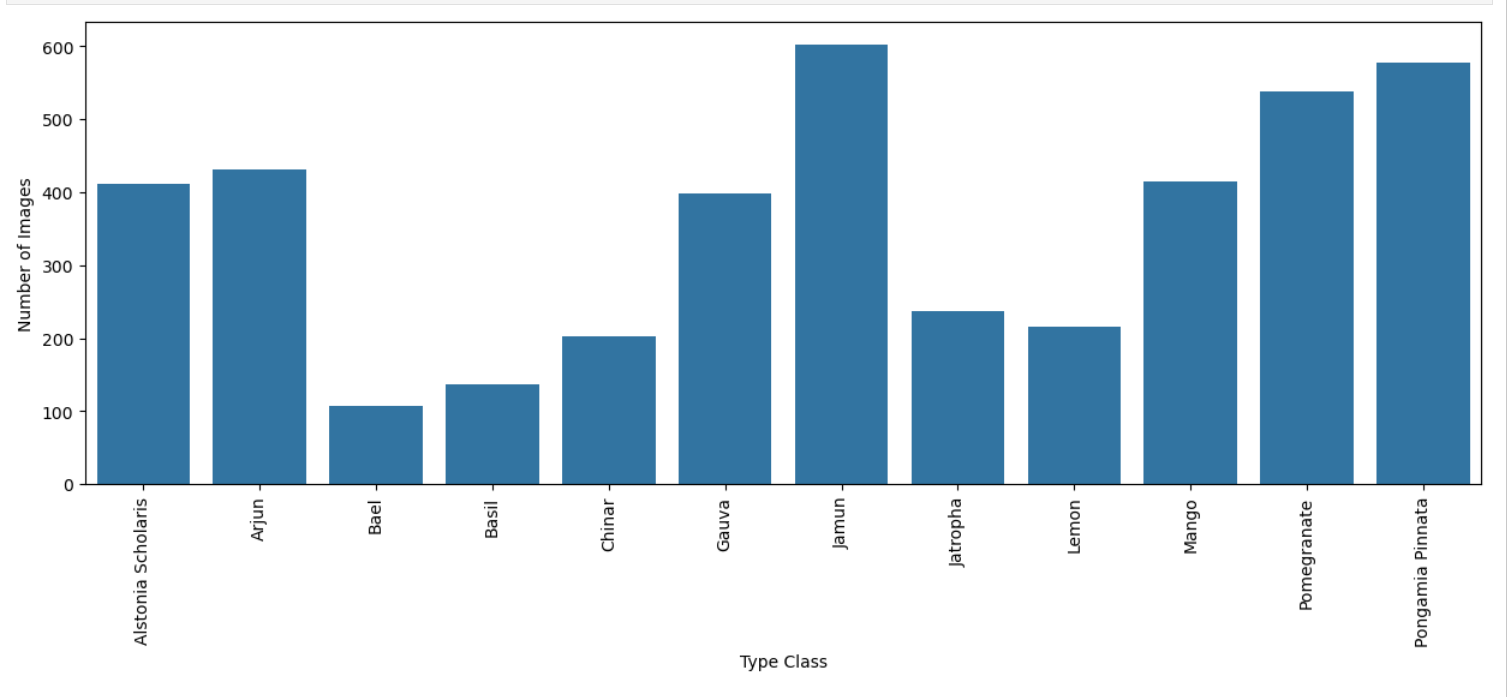 600
500
400
300
200
100
0
Number of Images
Alstonia Scholaris
Arjun
Bael
Basil
Chinar
Gauva
Jamun
Jatropha
Lemon
Mango
Pomegranate
Pongamia Pinnata
Type Class